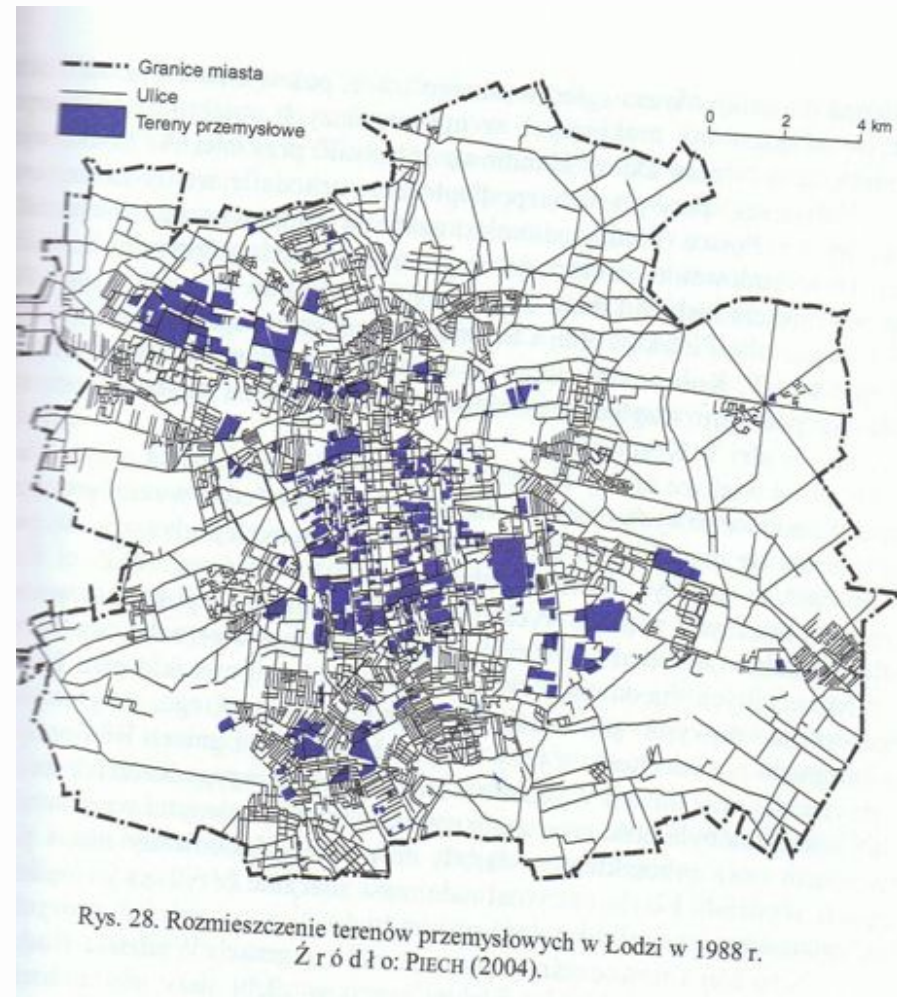 Granice miasta
Ulice
Tereny przemysłowe
0 2 4 km
Rys. 28. Rozmieszczenie terenów przemysłowych w Łodzi w 1988 r.
Ź r ó d ł o: PIECH (2004).